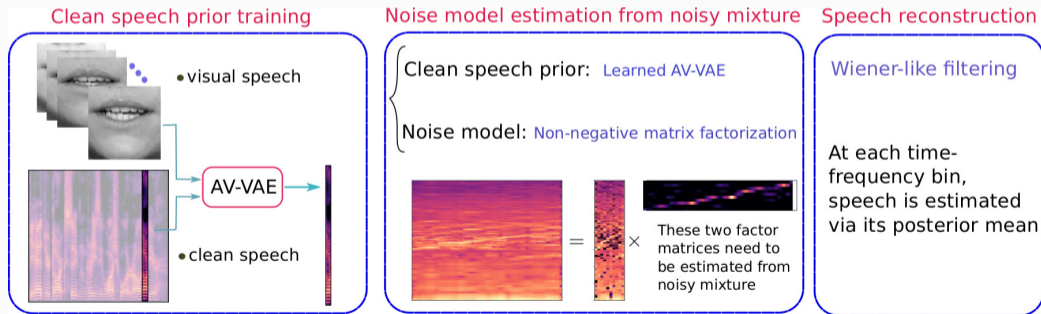 Clean speech prior training
• visual speech
AV-VAE
• clean speech
Noise model estimation from noisy mixture
Clean speech prior: Learned AV-VAE
Noise model: Non-negative matrix factorization
= ×
These two factor
matrices need to
be estimated from
noisy mixture
Speech reconstruction
Wiener-like filtering
At each time-
frequency bin,
speech is estimated
via its posterior mean